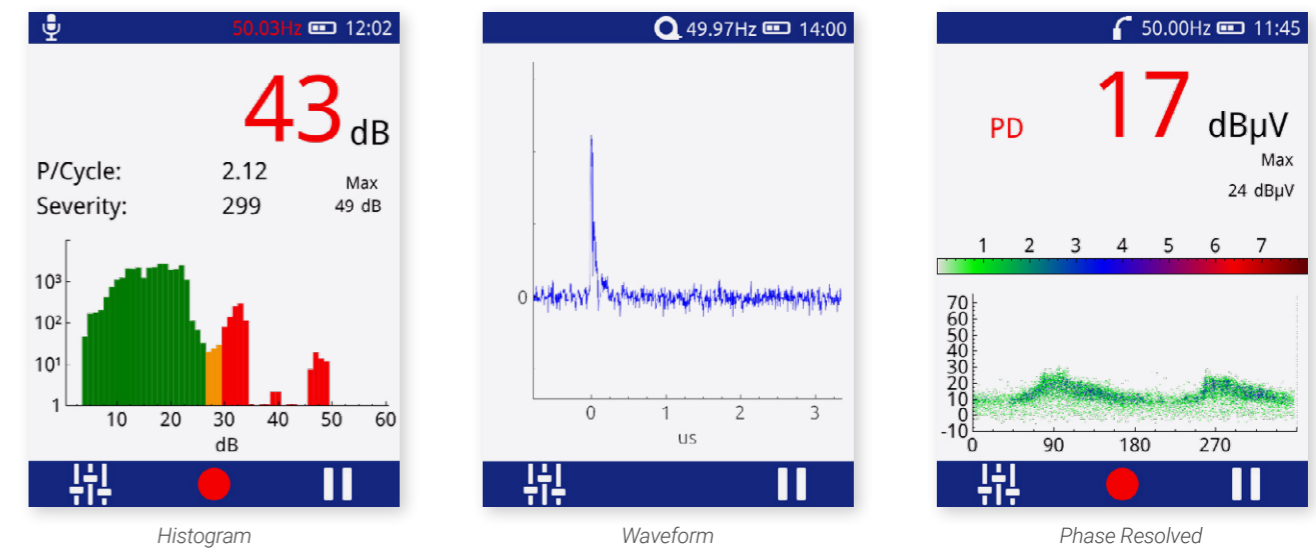 50.03Hz 12:02
43 dB
P/Cycle: 2.12
Severity: 299
Max
49 dB
10³
10²
10¹
1
10 20 30 40 50 60
dB
Histogram
49.97Hz 14:00
0
0 1 2 3
us
Waveform
50.00Hz 11:45
PD 17 dBµV
Max
24 dBµV
1 2 3 4 5 6 7
70
60
50
40
30
20
10
0
-10
0 90 180 270
Phase Resolved